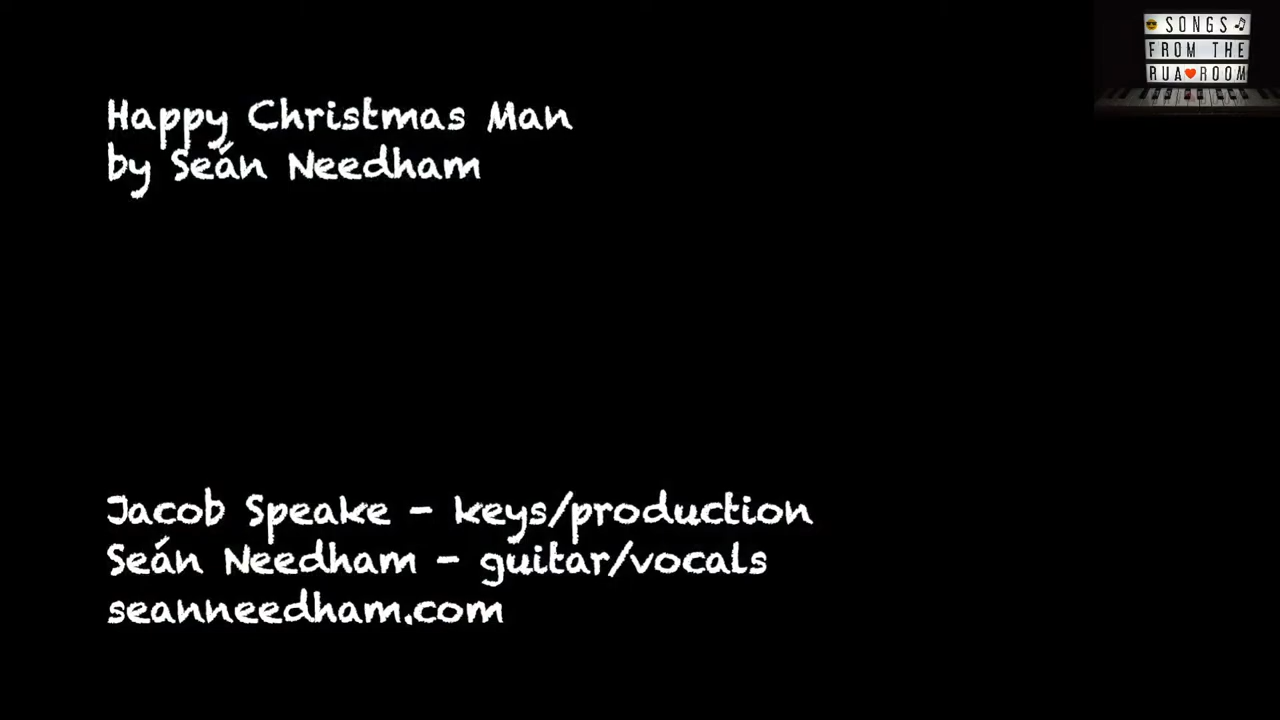 SONGS
FROM THE
RUA ROOM
Happy Christmas Man
by Seán Needham
Jacob Speake - keys/production
Seán Needham - guitar/vocals
seanneedham.com